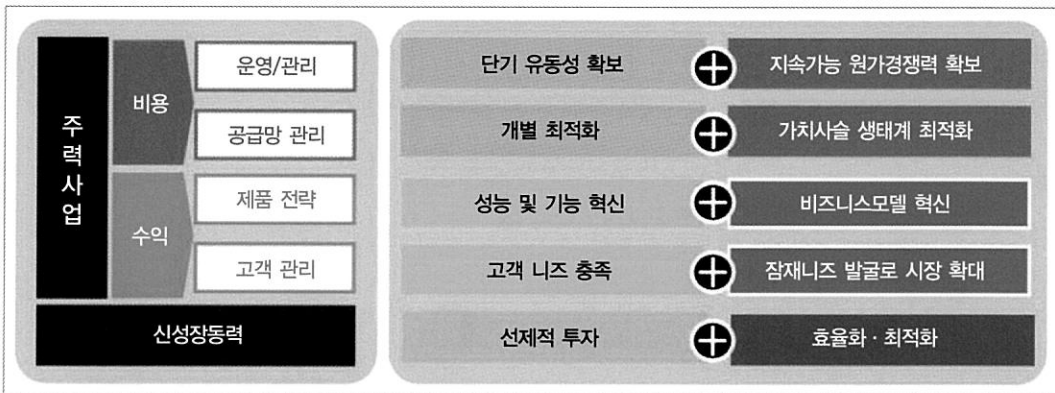 주력사업
비용
운영/관리
공급망 관리
수익
제품 전략
고객 관리
신성장동력
단기 유동성 확보 + 지속가능 원가경쟁력 확보
개별 최적화 + 가치사슬 생태계 최적화
성능 및 기능 혁신 + 비즈니스모델 혁신
고객 니즈 충족 + 잠재니즈 발굴로 시장 확대
선제적 투자 + 효율화 · 최적화